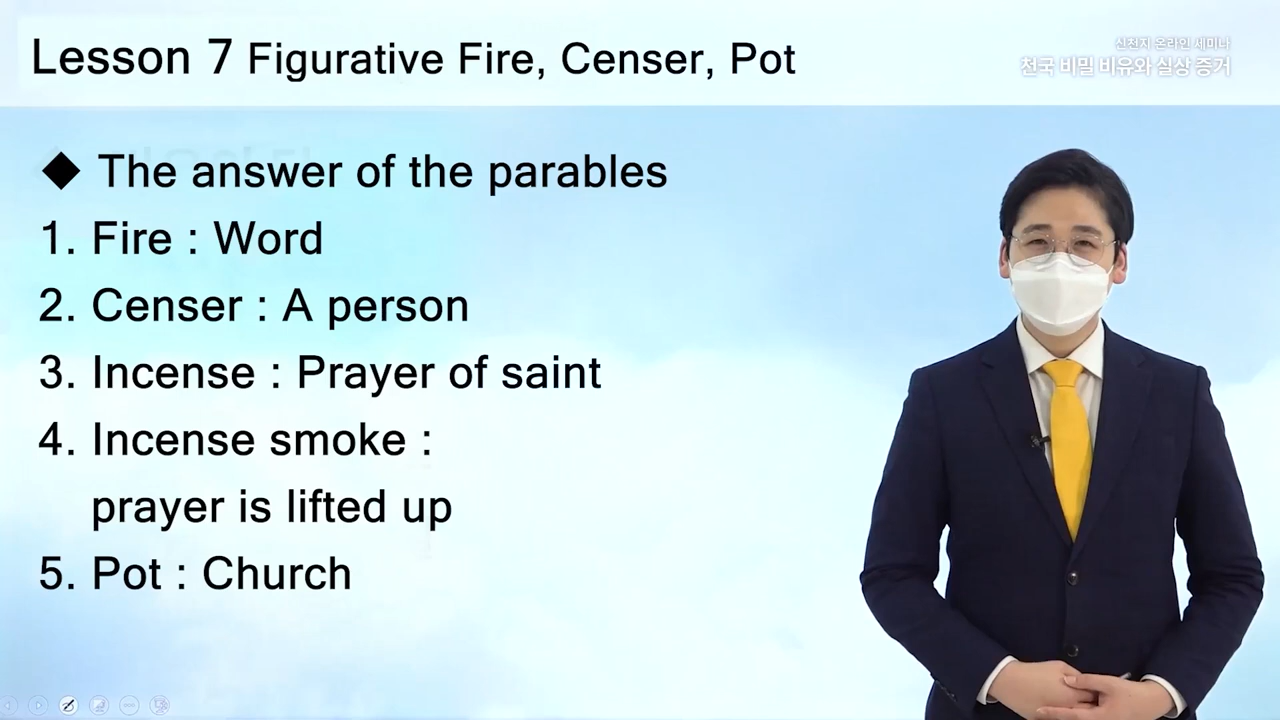 Lesson 7 Figurative Fire, Censer, Pot
신천지 온라인 세미나
천국 비밀 비유와 실상 증거
◆ The answer of the parables
1. Fire : Word
2. Censer : A person
3. Incense : Prayer of saint
4. Incense smoke :
prayer is lifted up
5. Pot : Church